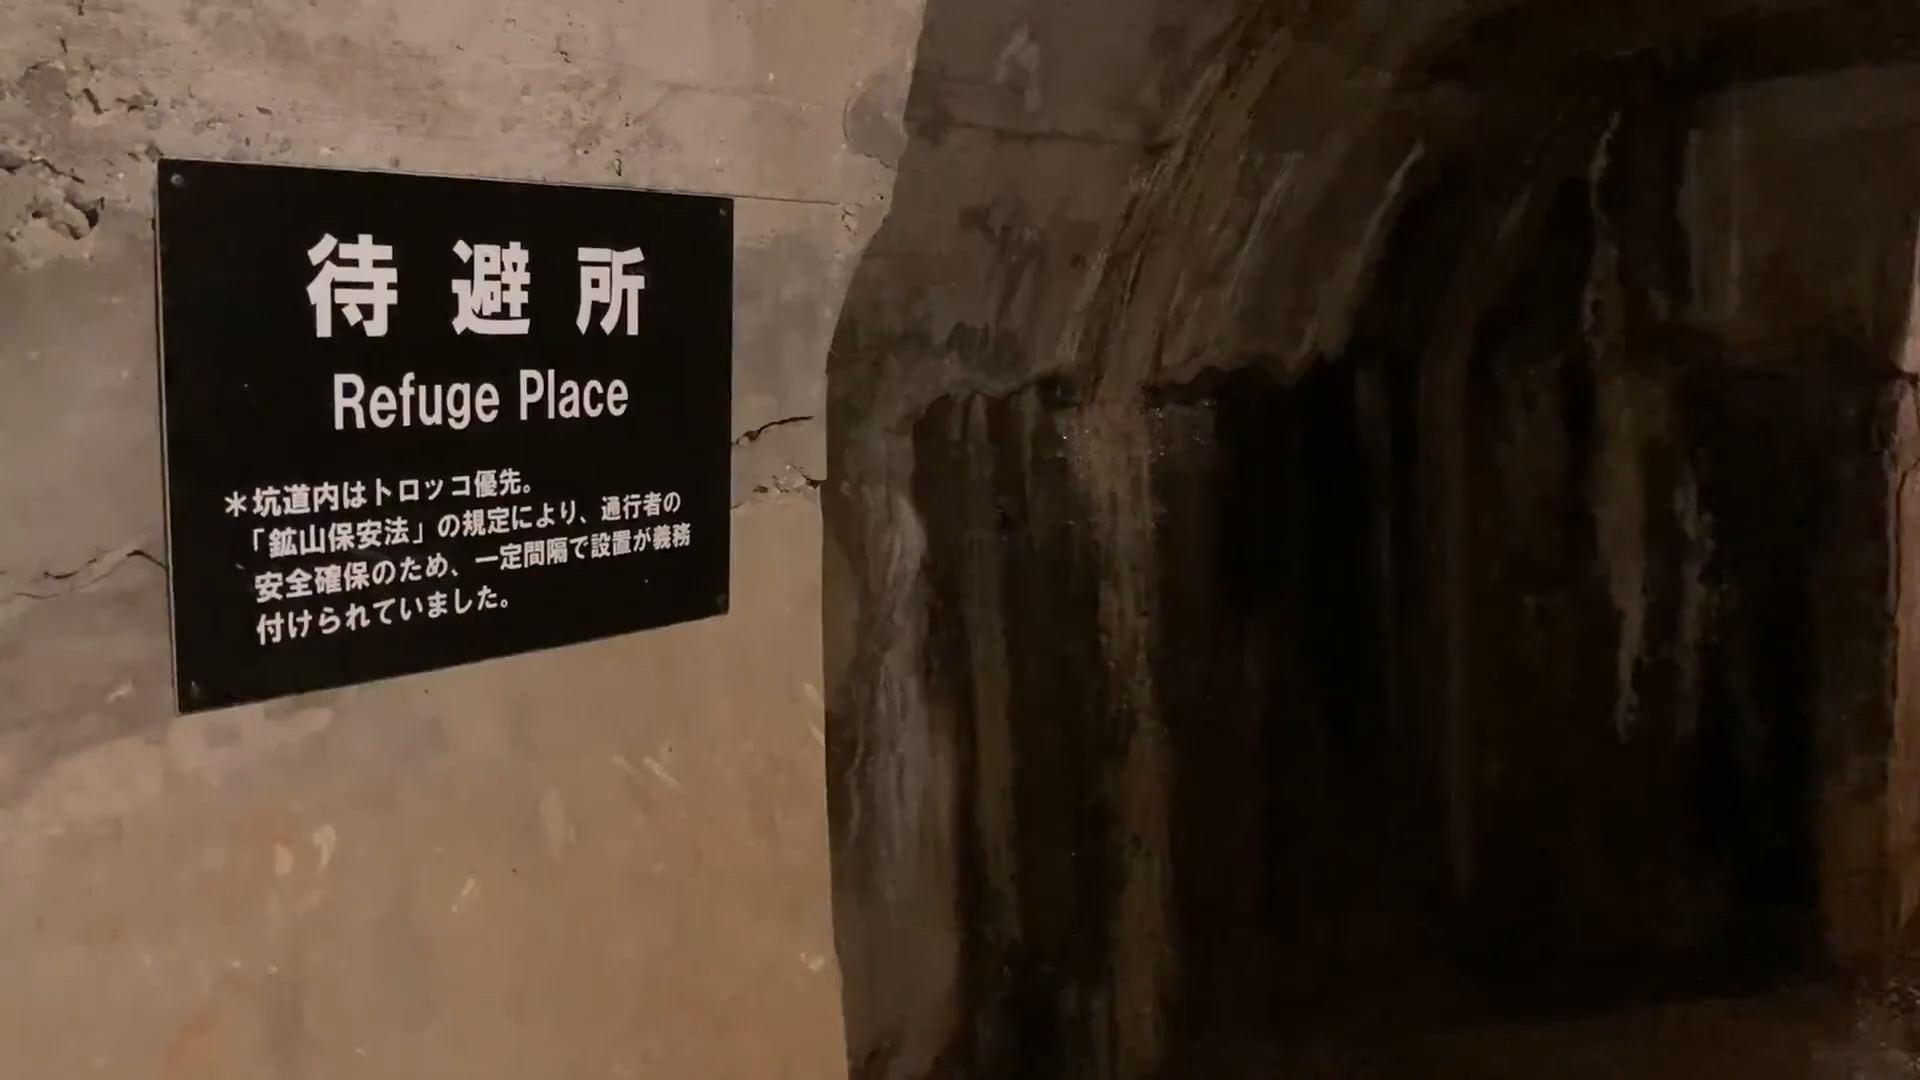 待避所
Refuge Place
＊坑道内はトロッコ優先。
「鉱山保安法」の規定により、通行者の
安全確保のため、一定間隔で設置が義務
付けられていました。